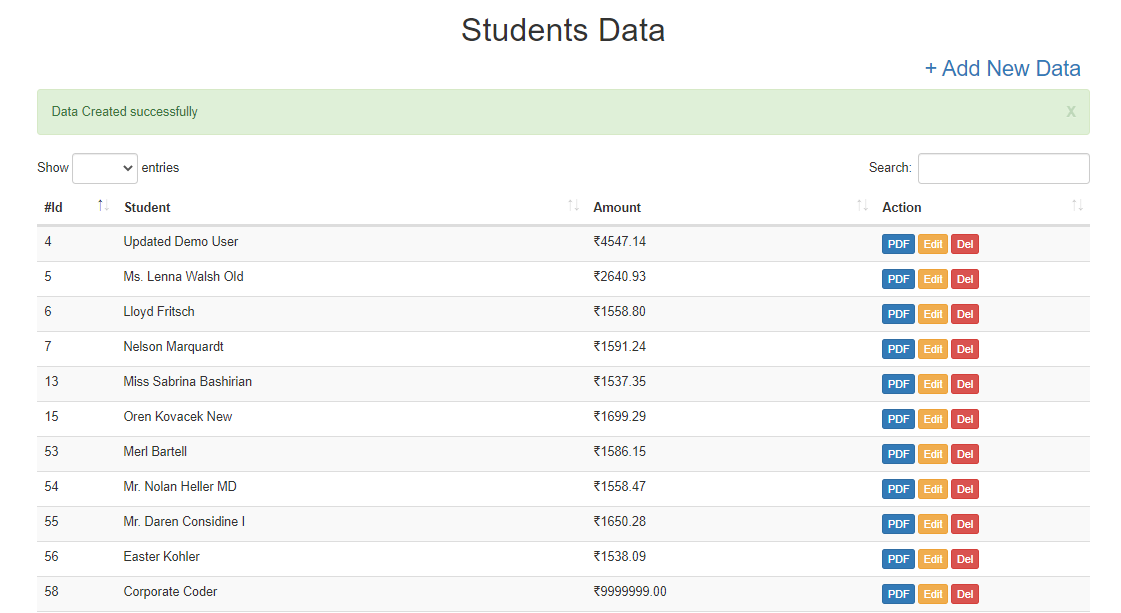 Students Data
+ Add New Data
Data Created successfully X
Show entries Search:
#Id Student Amount Action
4 Updated Demo User ₹4547.14 PDF Edit Del
5 Ms. Lenna Walsh Old ₹2640.93 PDF Edit Del
6 Lloyd Fritsch ₹1558.80 PDF Edit Del
7 Nelson Marquardt ₹1591.24 PDF Edit Del
13 Miss Sabrina Bashirian ₹1537.35 PDF Edit Del
15 Oren Kovacek New ₹1699.29 PDF Edit Del
53 Merl Bartell ₹1586.15 PDF Edit Del
54 Mr. Nolan Heller MD ₹1558.47 PDF Edit Del
55 Mr. Daren Considine I ₹1650.28 PDF Edit Del
56 Easter Kohler ₹1538.09 PDF Edit Del
58 Corporate Coder ₹9999999.00 PDF Edit Del